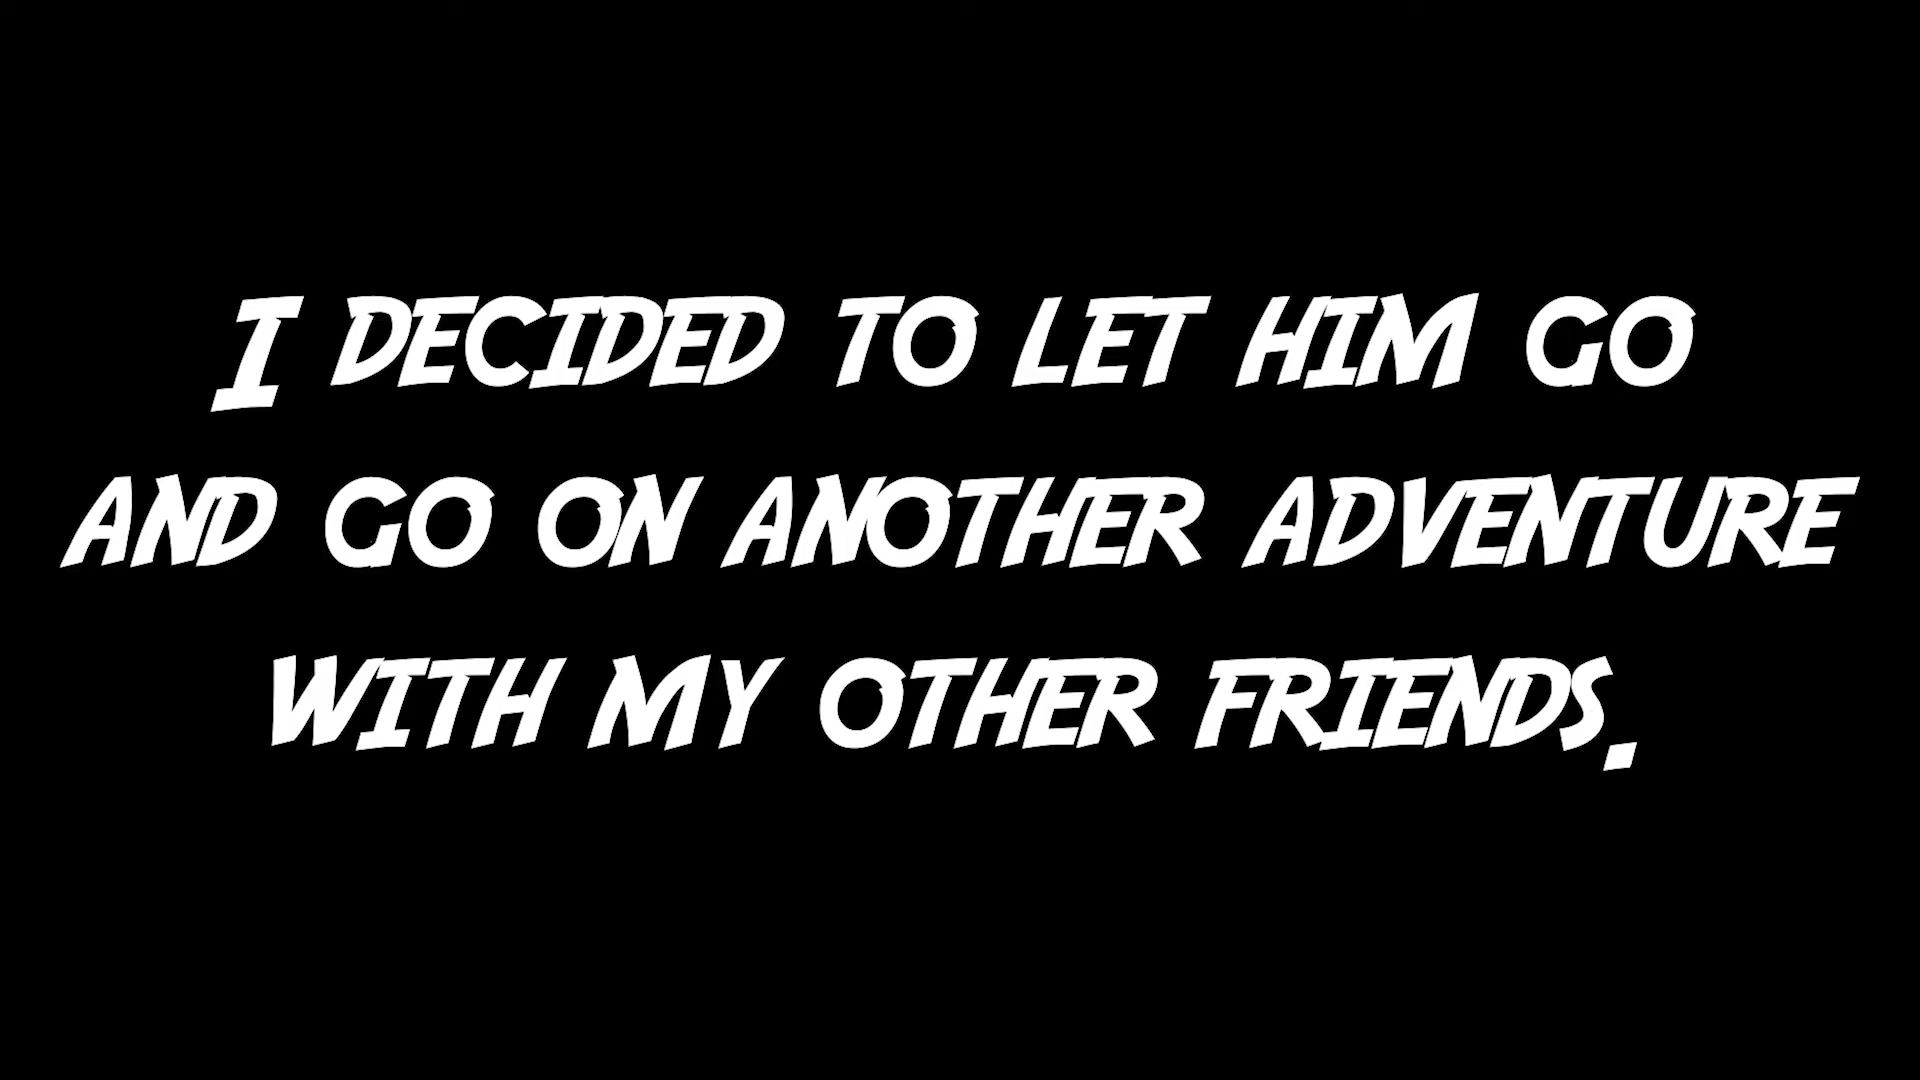 I DECIDED TO LET HIM GO
AND GO ON ANOTHER ADVENTURE
WITH MY OTHER FRIENDS.